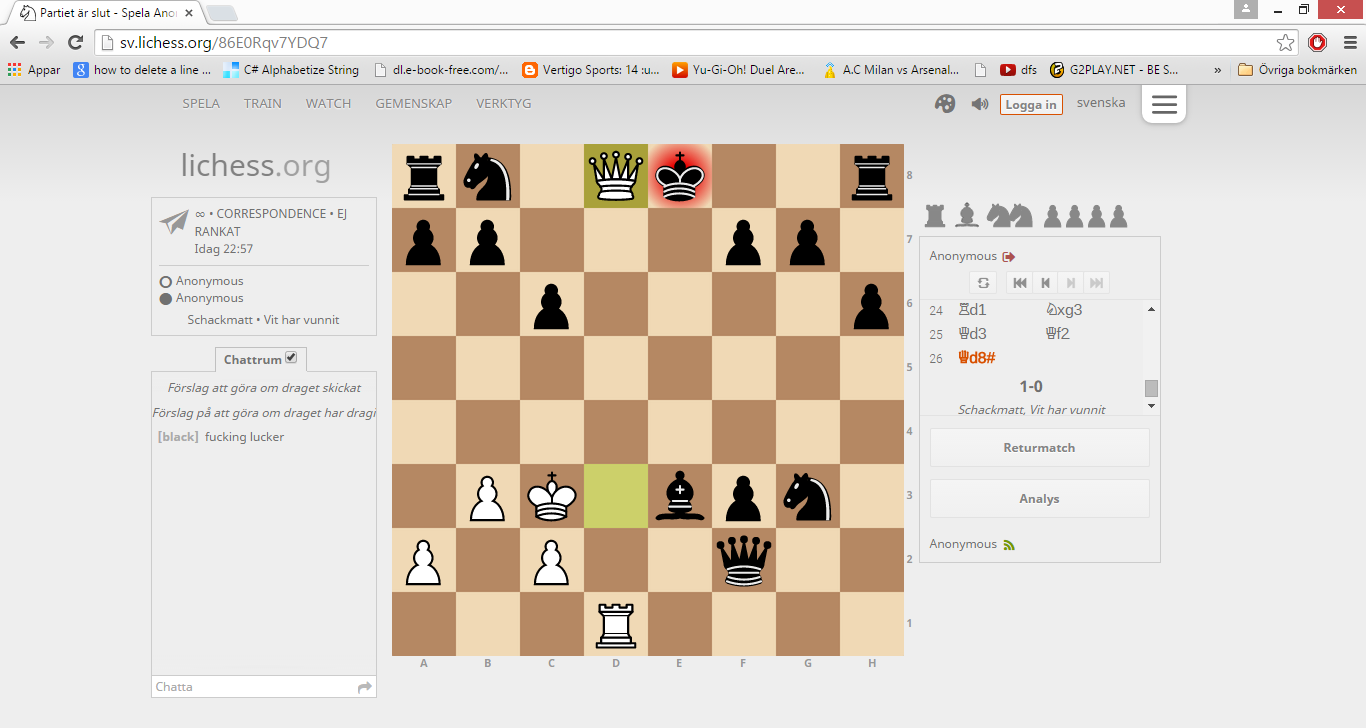 Partiet är slut - Spela Anon
sv.lichess.org/86E0Rqv7YDQ7
Appar how to delete a line ... C# Alphabetize String dl.e-book-free.com/... Vertigo Sports: 14 :u... Yu-Gi-Oh! Duel Are... A.C Milan vs Arsenal... dfs G2PLAY.NET - BE S... » Övriga bokmärken
SPELA TRAIN WATCH GEMENSKAP VERKTYG
Logga in svenska
lichess.org
∞ • CORRESPONDENCE • EJ
RANKAT
Idag 22:57
Anonymous
Anonymous
Schackmatt • Vit har vunnit
Chattrum
Förslag att göra om draget skickat
Förslag på att göra om draget har dragi
[black] fucking lucker
Chatta
8
7
6
5
4
3
2
1
A B C D E F G H
Anonymous
24 ♖d1 ♘xg3
25 ♕d3 ♕f2
26 ♕d8#
1-0
Schackmatt, Vit har vunnit
Returmatch
Analys
Anonymous